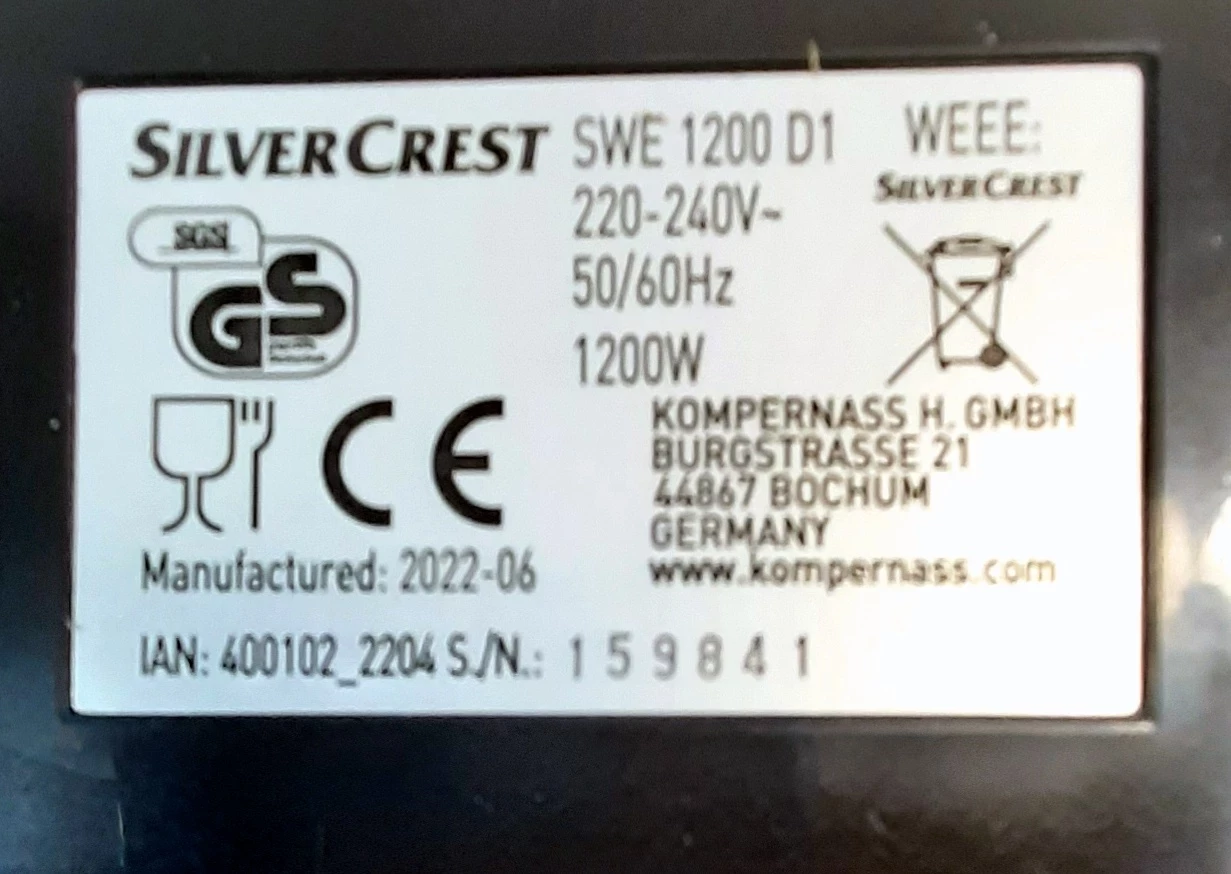 SILVERCREST
SWE 1200 D1
220-240V~
50/60Hz
1200W
WEEE:
SILVERCREST
SGS
GS
CE
KOMPERNASS H. GMBH
BURGSTRASSE 21
44867 BOCHUM
GERMANY
www.kompernass.com
Manufactured: 2022-06
IAN: 400102_2204 S./N.: 159841